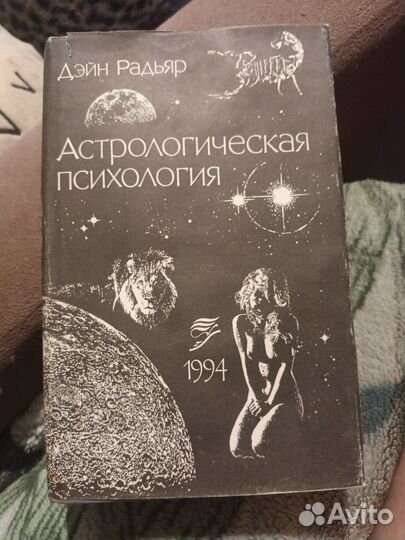 Дэйн Радьяр
Астрологическая
психология
1994
Avito